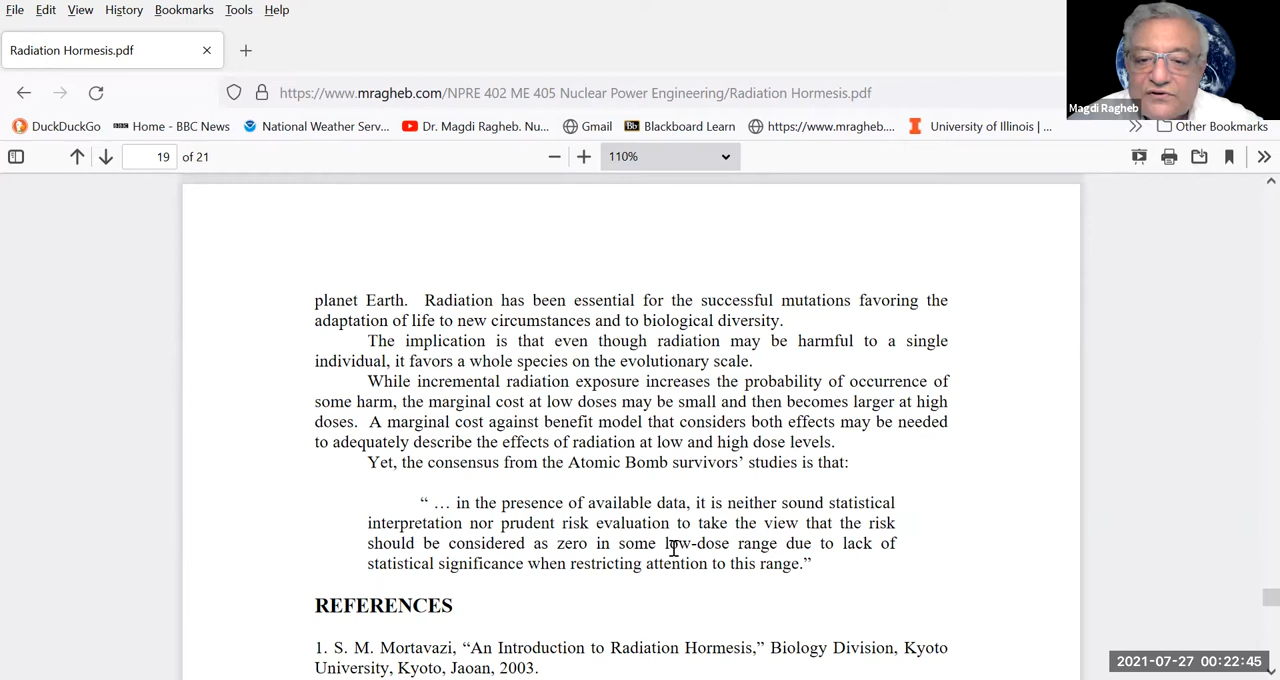 File Edit View History Bookmarks Tools Help
Radiation Hormesis.pdf
https://www.mragheb.com/NPRE 402 ME 405 Nuclear Power Engineering/Radiation Hormesis.pdf
Magdi Ragheb
DuckDuckGo BBC Home - BBC News National Weather Serv... Dr. Magdi Ragheb. Nu... Gmail Bb Blackboard Learn https://www.mragheb.... I University of Illinois |... Other Bookmarks
19 of 21 110%
planet Earth. Radiation has been essential for the successful mutations favoring the
adaptation of life to new circumstances and to biological diversity.
The implication is that even though radiation may be harmful to a single
individual, it favors a whole species on the evolutionary scale.
While incremental radiation exposure increases the probability of occurrence of
some harm, the marginal cost at low doses may be small and then becomes larger at high
doses. A marginal cost against benefit model that considers both effects may be needed
to adequately describe the effects of radiation at low and high dose levels.
Yet, the consensus from the Atomic Bomb survivors’ studies is that:
“ … in the presence of available data, it is neither sound statistical
interpretation nor prudent risk evaluation to take the view that the risk
should be considered as zero in some low-dose range due to lack of
statistical significance when restricting attention to this range.”
REFERENCES
1. S. M. Mortavazi, “An Introduction to Radiation Hormesis,” Biology Division, Kyoto
University, Kyoto, Jaoan, 2003.
2021-07-27 00:22:45